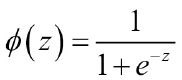 ϕ(z) = 1 / (1 + e^{-z})